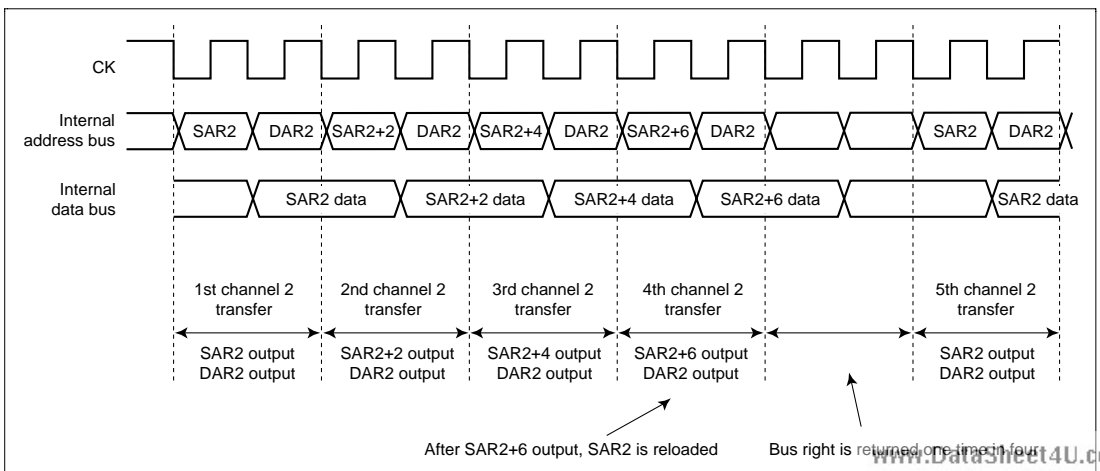 CK
Internal
address bus
SAR2 DAR2 SAR2+2 DAR2 SAR2+4 DAR2 SAR2+6 DAR2 SAR2 DAR2
Internal
data bus
SAR2 data SAR2+2 data SAR2+4 data SAR2+6 data SAR2 data
1st channel 2
transfer
2nd channel 2
transfer
3rd channel 2
transfer
4th channel 2
transfer
5th channel 2
transfer
SAR2 output
DAR2 output
SAR2+2 output
DAR2 output
SAR2+4 output
DAR2 output
SAR2+6 output
DAR2 output
SAR2 output
DAR2 output
After SAR2+6 output, SAR2 is reloaded
Bus right is returned one time in four
www.DataSheet4U.c